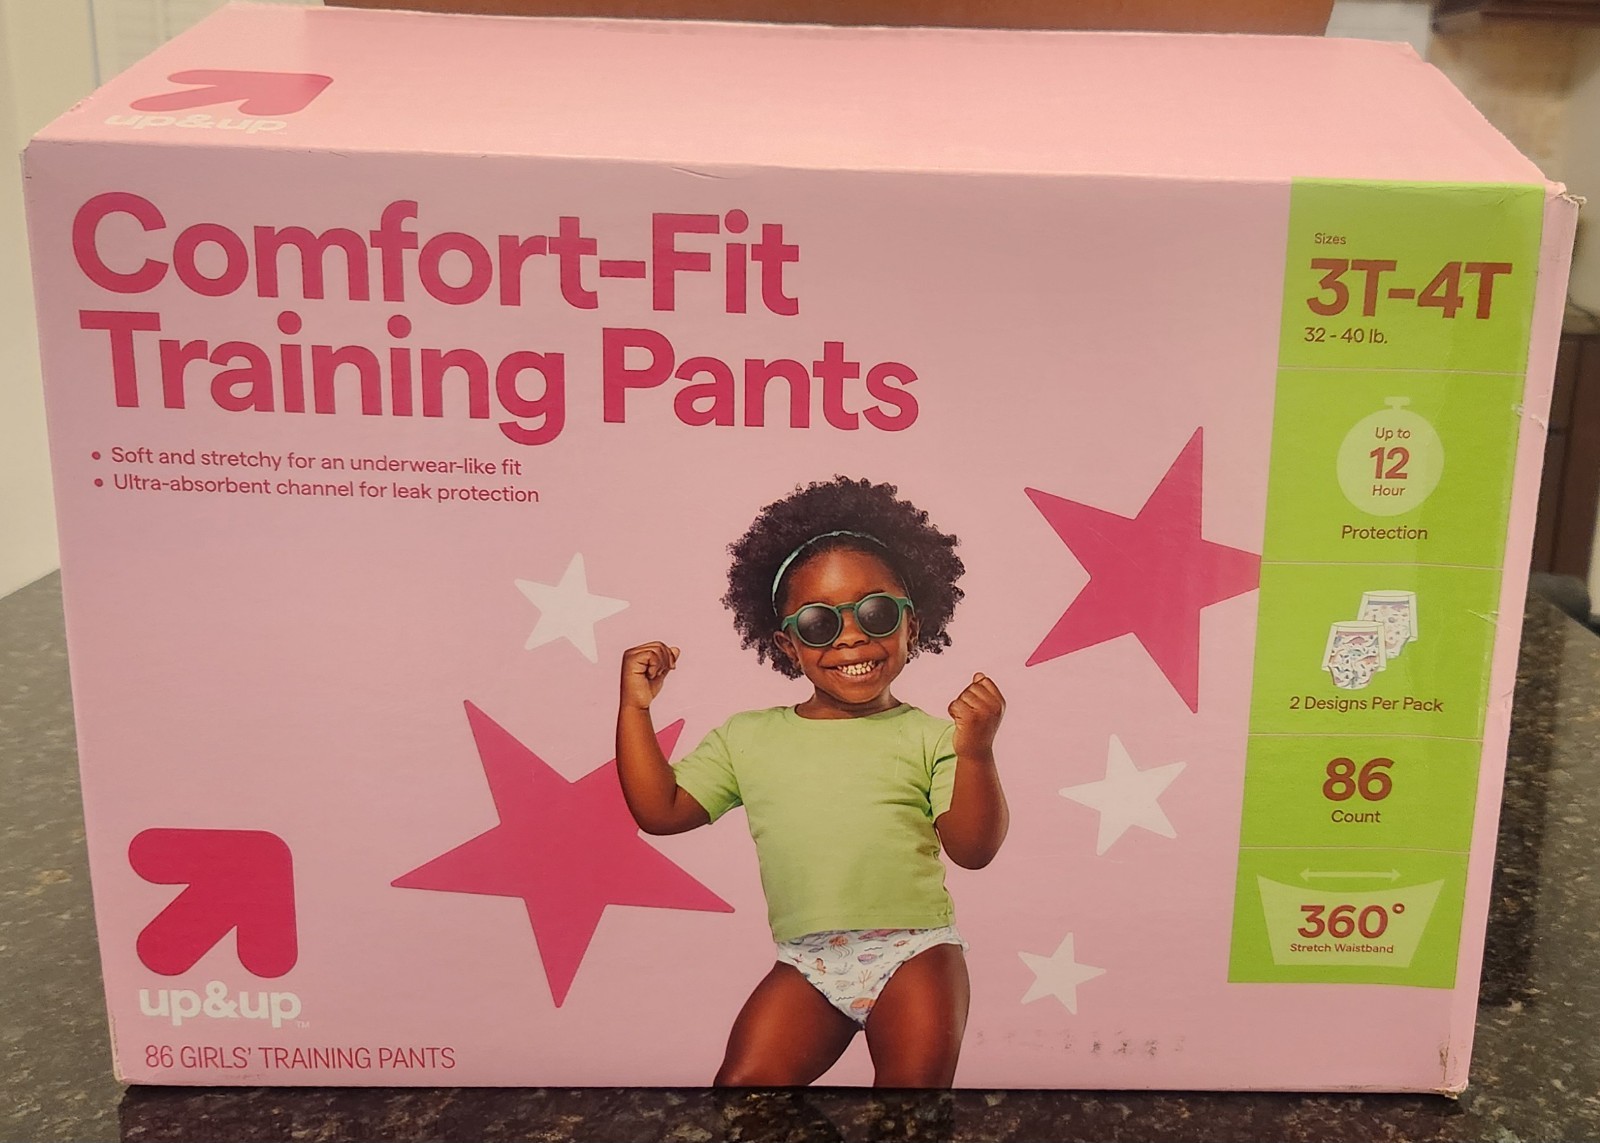 up&up
Comfort-Fit
Training Pants
• Soft and stretchy for an underwear-like fit
• Ultra-absorbent channel for leak protection
Sizes
3T-4T
32 - 40 lb.
Up to
12
Hour
Protection
2 Designs Per Pack
86
Count
360°
Stretch Waistband
up&up™
86 GIRLS' TRAINING PANTS